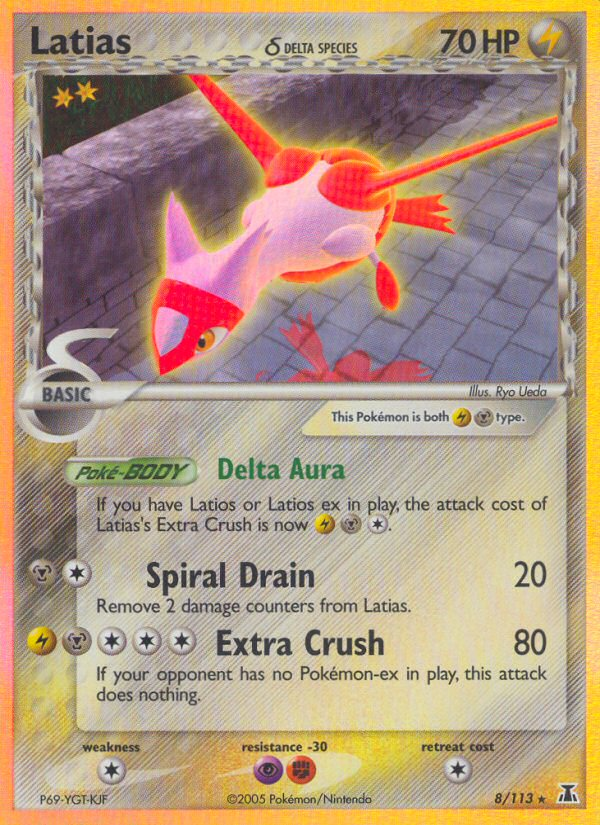 Latias δ DELTA SPECIES 70 HP
δ
BASIC
Illus. Ryo Ueda
This Pokémon is both type.
Poké-BODY Delta Aura
If you have Latios or Latios ex in play, the attack cost of
Latias's Extra Crush is now .
Spiral Drain 20
Remove 2 damage counters from Latias.
Extra Crush 80
If your opponent has no Pokémon-ex in play, this attack
does nothing.
weakness resistance -30 retreat cost
P69-YGT-KJF ©2005 Pokémon/Nintendo 8/113 ★